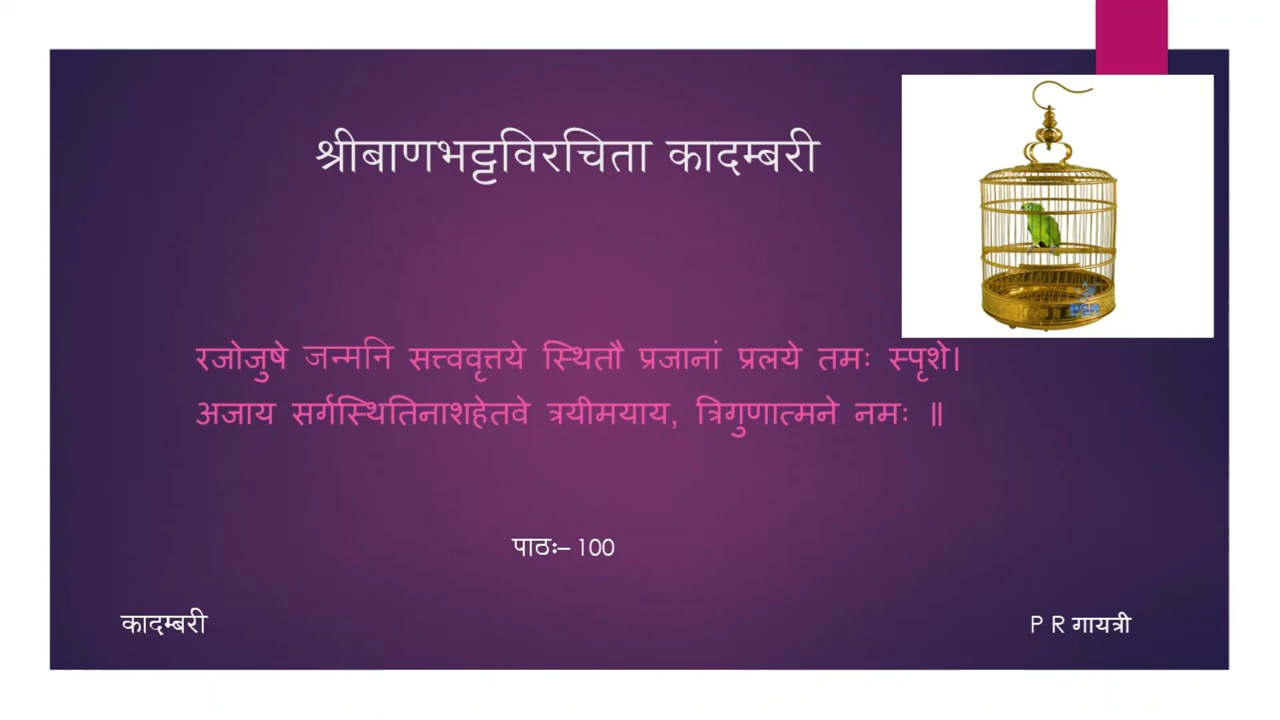 श्रीबाणभट्टविरचिता कादम्बरी
रजोजुषे जन्मनि सत्त्ववृत्तये स्थितौ प्रजानां प्रलये तमः स्पृशे।
अजाय सर्गस्थितिनाशहेतवे त्रयीमयाय, त्रिगुणात्मने नमः ॥
पाठः– 100
कादम्बरी
P R गायत्री